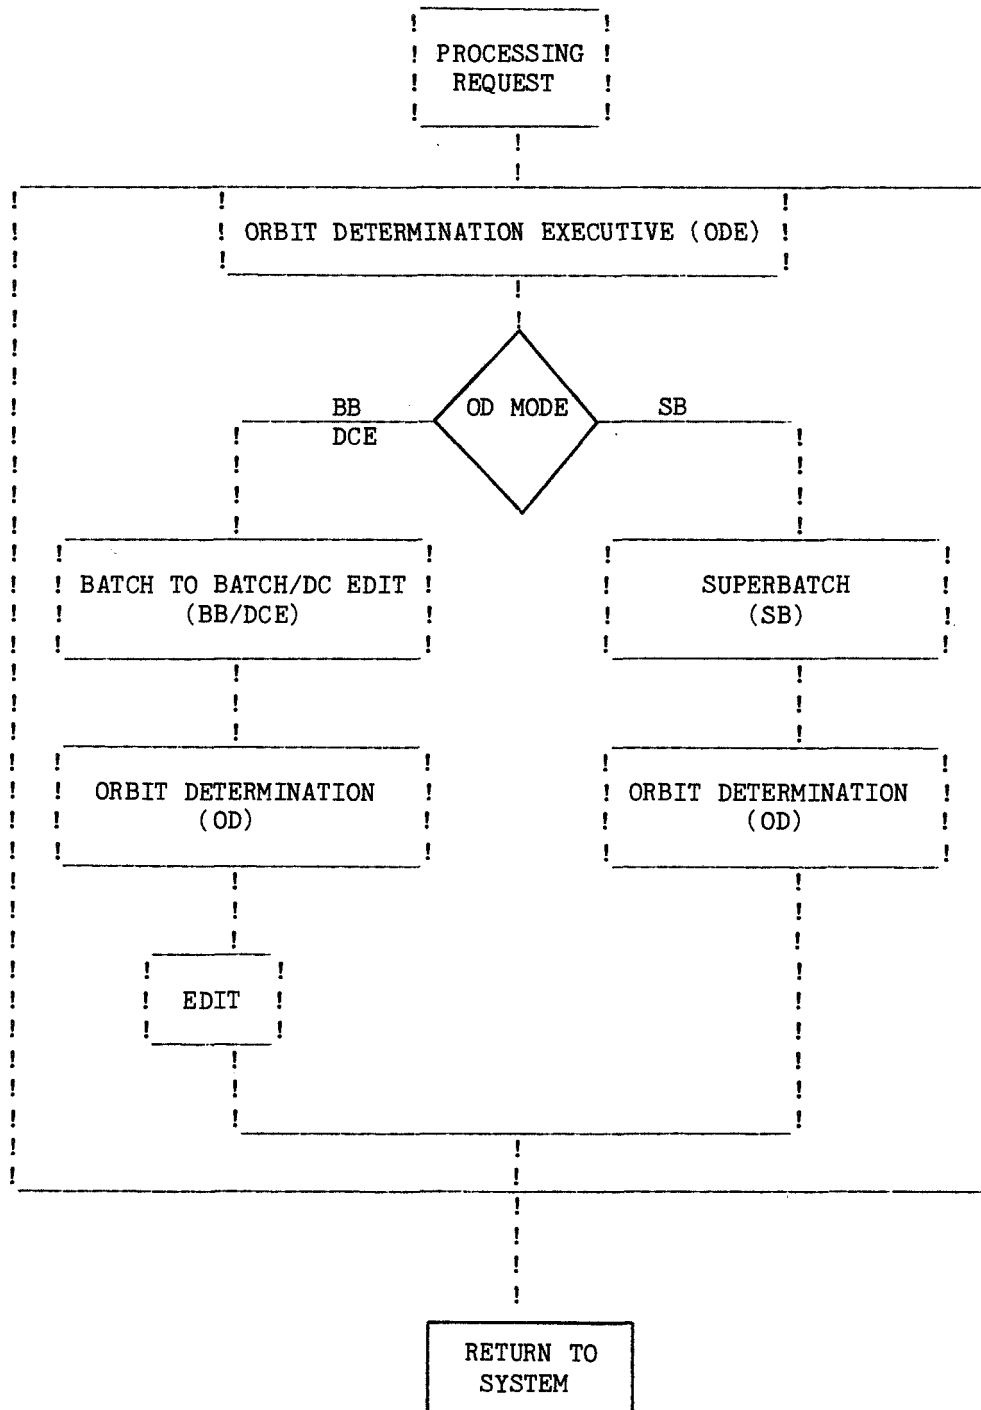 PROCESSING
REQUEST
ORBIT DETERMINATION EXECUTIVE (ODE)
OD MODE
BB
DCE
SB
BATCH TO BATCH/DC EDIT
(BB/DCE)
SUPERBATCH
(SB)
ORBIT DETERMINATION
(OD)
ORBIT DETERMINATION
(OD)
EDIT
RETURN TO
SYSTEM